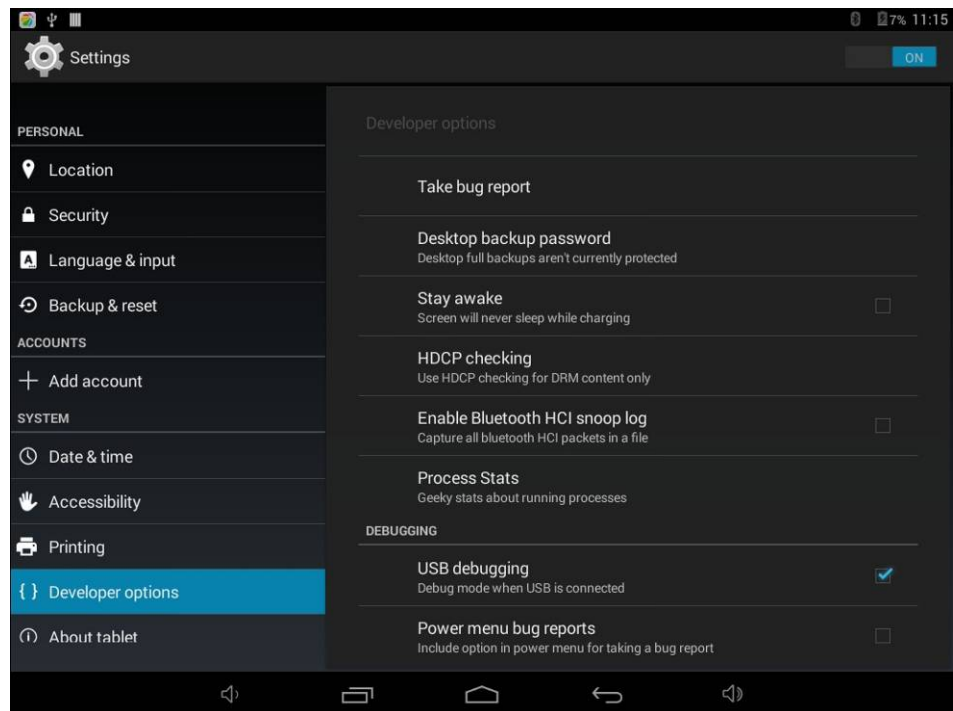 7% 11:15
Settings
ON
PERSONAL
Location
Security
A Language & input
Backup & reset
ACCOUNTS
Add account
SYSTEM
Date & time
Accessibility
Printing
{ } Developer options
About tablet
Developer options
Take bug report
Desktop backup password
Desktop full backups aren't currently protected
Stay awake
Screen will never sleep while charging
HDCP checking
Use HDCP checking for DRM content only
Enable Bluetooth HCI snoop log
Capture all bluetooth HCI packets in a file
Process Stats
Geeky stats about running processes
DEBUGGING
USB debugging
Debug mode when USB is connected
Power menu bug reports
Include option in power menu for taking a bug report